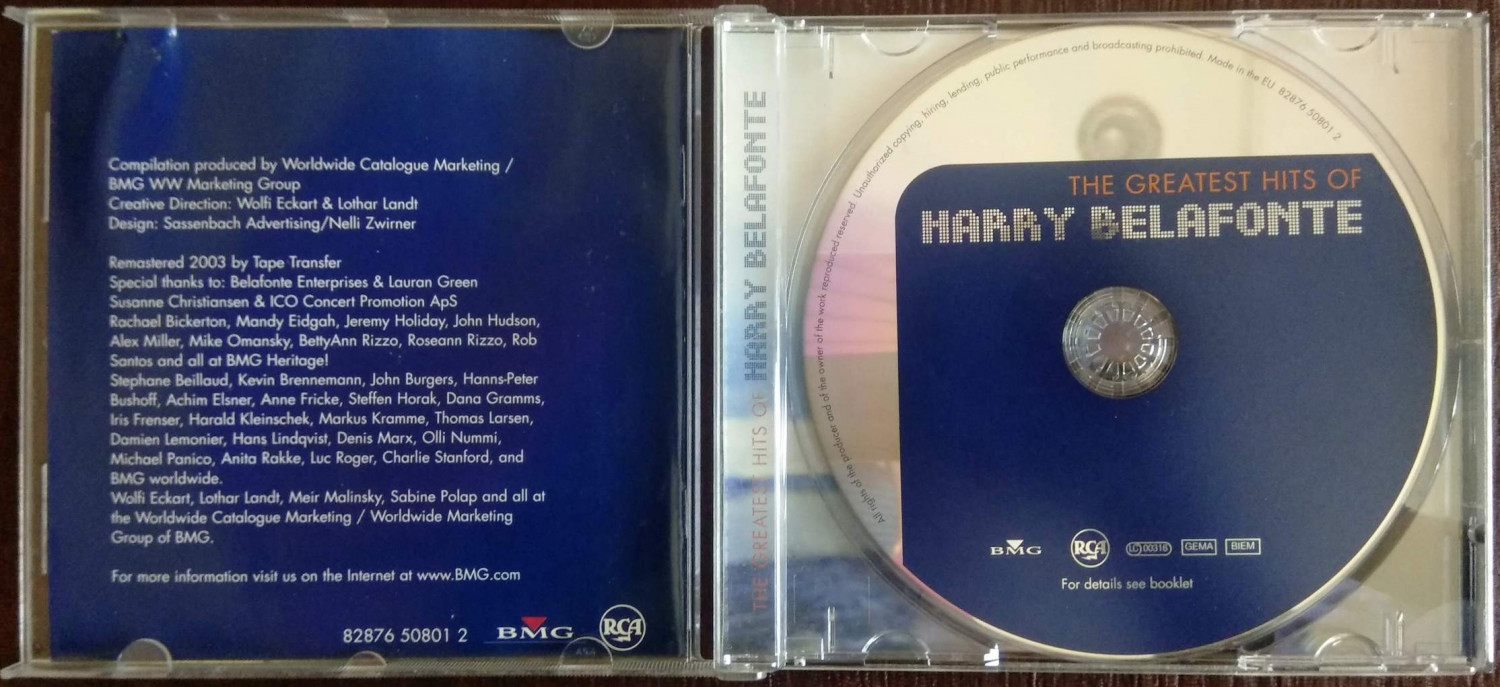 Compilation produced by Worldwide Catalogue Marketing /
BMG WW Marketing Group
Creative Direction: Wolfi Eckart & Lothar Landt
Design: Sassenbach Advertising/Nelli Zwirner
Remastered 2003 by Tape Transfer
Special thanks to: Belafonte Enterprises & Lauran Green
Susanne Christiansen & ICO Concert Promotion ApS
Rachael Bickerton, Mandy Eidgah, Jeremy Holiday, John Hudson,
Alex Miller, Mike Omansky, BettyAnn Rizzo, Roseann Rizzo, Rob
Santos and all at BMG Heritage!
Stephane Beillaud, Kevin Brennemann, John Burgers, Hanns-Peter
Bushoff, Achim Elsner, Anne Fricke, Steffen Horak, Dana Gramms,
Iris Frenser, Harald Kleinschek, Markus Kramme, Thomas Larsen,
Damien Lemonier, Hans Lindqvist, Denis Marx, Olli Nummi,
Michael Panico, Anita Rakke, Luc Roger, Charlie Stanford, and
BMG worldwide.
Wolfi Eckart, Lothar Landt, Meir Malinsky, Sabine Polap and all at
the Worldwide Catalogue Marketing / Worldwide Marketing
Group of BMG.
For more information visit us on the Internet at www.BMG.com
82876 50801 2 BMG RCA
THE GREATEST HITS OF HARRY BELAFONTE
All rights of the producer and of the owner of the work reproduced reserved. Unauthorized copying, hiring, lending, public performance and broadcasting prohibited. Made in the EU 82876 50801 2
THE GREATEST HITS OF
HARRY BELAFONTE
BMG RCA LC 00316 GEMA BIEM
For details see booklet